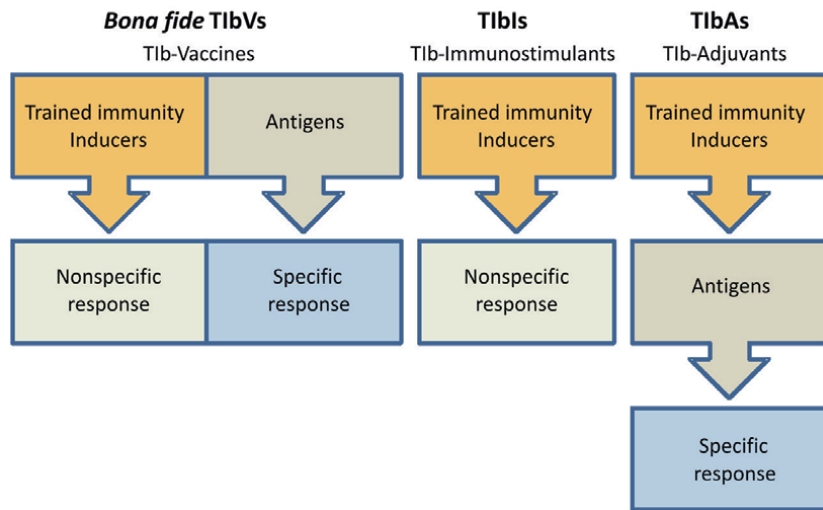 Bona fide TIbVs
TIb-Vaccines
Trained immunity
Inducers
Antigens
Nonspecific
response
Specific
response
TIbIs
TIb-Immunostimulants
Trained immunity
Inducers
Nonspecific
response
TIbAs
TIb-Adjuvants
Trained immunity
Inducers
Antigens
Specific
response